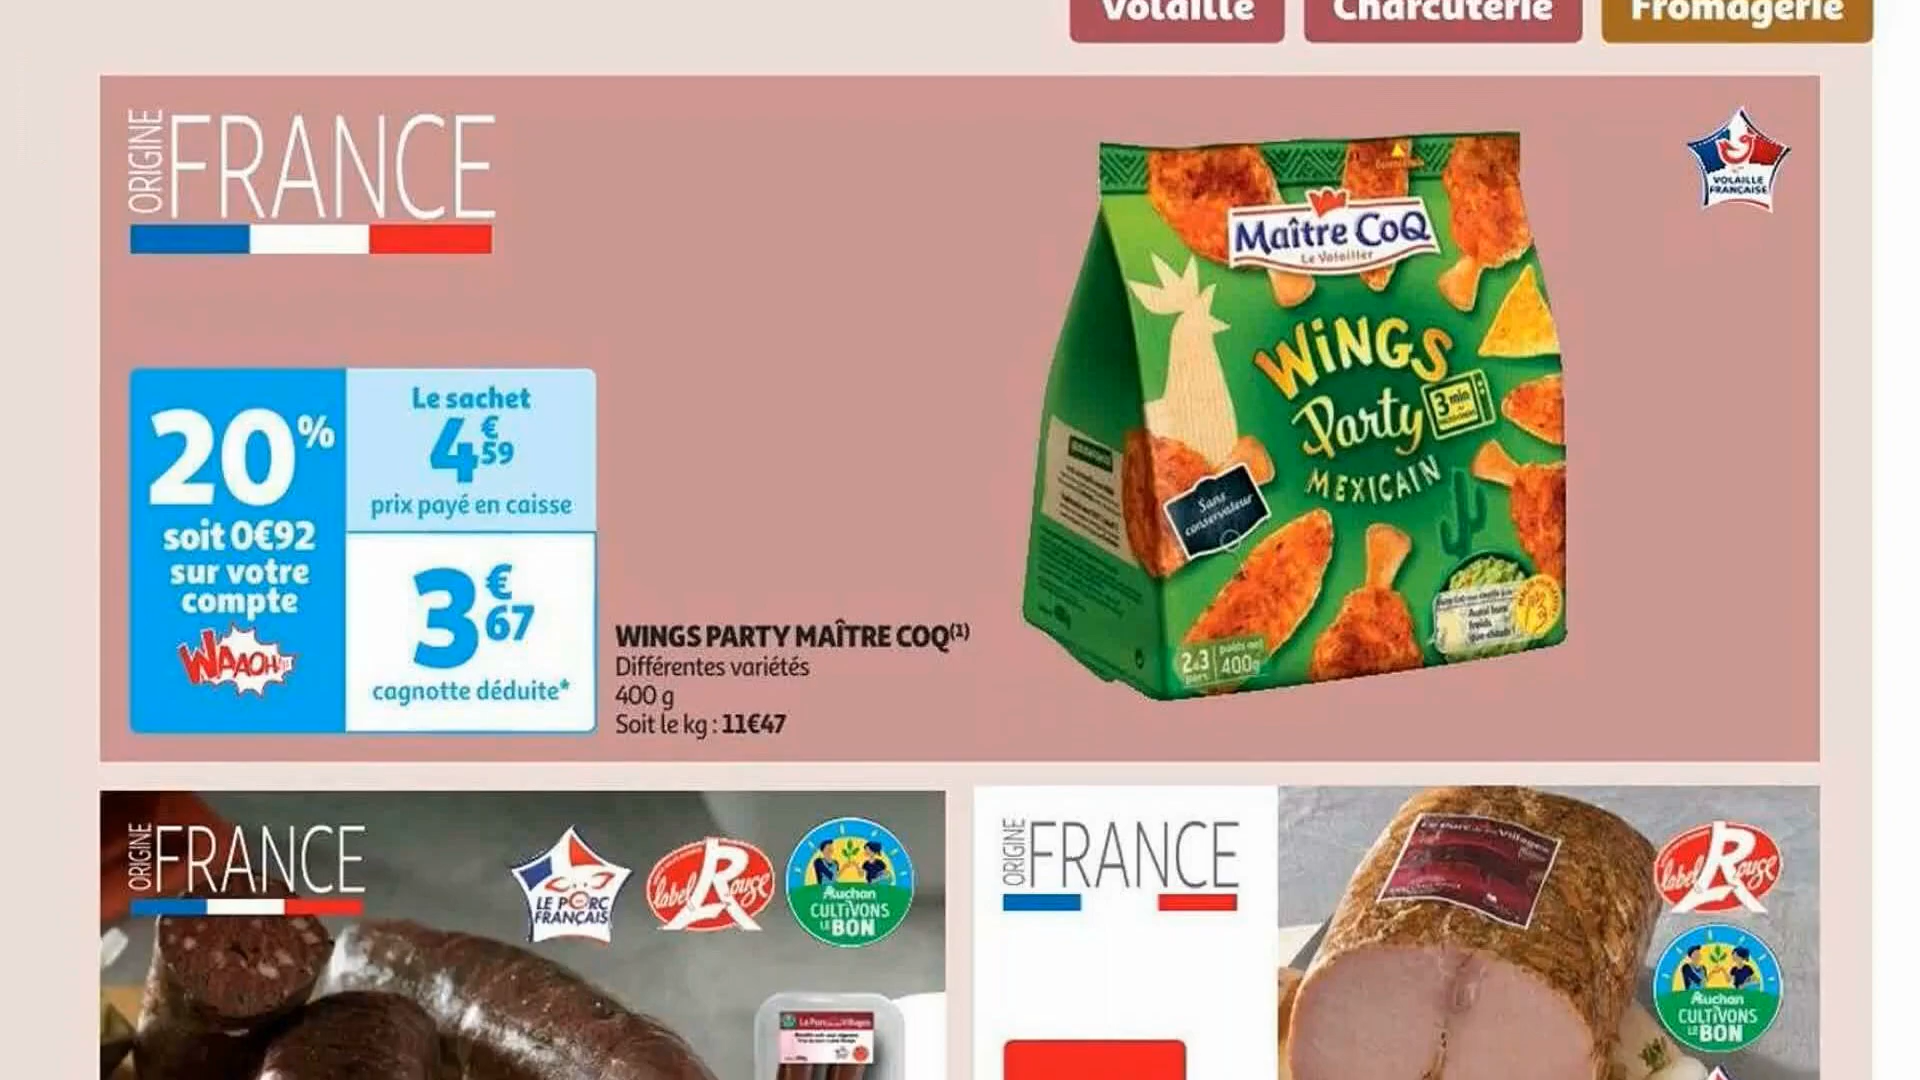 Volaille
Charcuterie
Fromagerie
ORIGINE
FRANCE
VOLAILLE
FRANÇAISE
Maître CoQ
Le Volailler
WiNGS
Party
3 min
MEXICAIN
Sans
conservateur
2.3
400g
20%
soit 0€92
sur votre
compte
WAAOH!!!
Le sachet
4€59
prix payé en caisse
3€67
cagnotte déduite*
WINGS PARTY MAÎTRE COQ(1)
Différentes variétés
400 g
Soit le kg : 11€47
ORIGINE
FRANCE
LE PORC
FRANÇAIS
Label Rouge
Auchan
CULTiVONS
LE BON
ORIGINE
FRANCE
Label Rouge
Auchan
CULTiVONS
LE BON